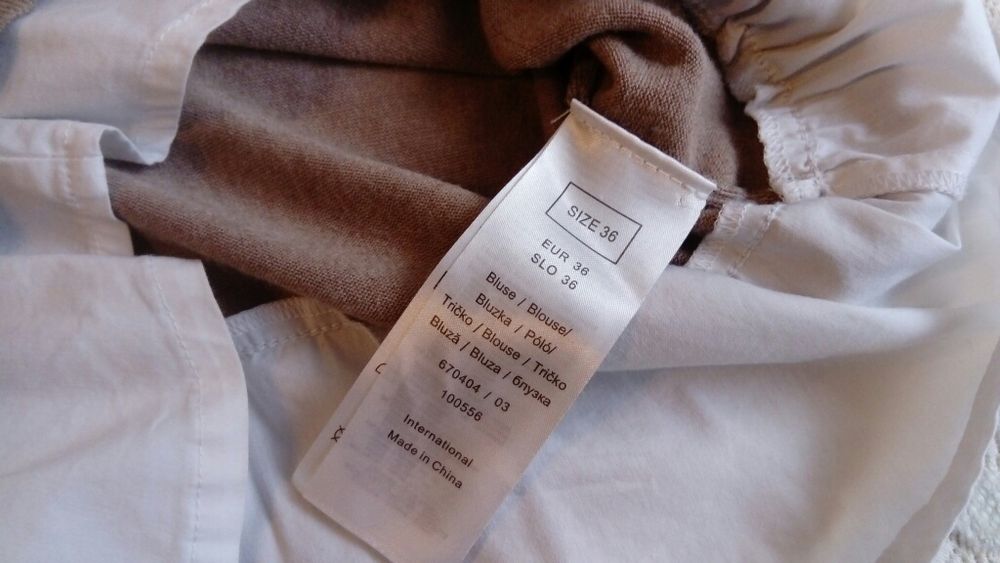 SIZE 36
EUR 36
SLO 36
Bluse / Blouse/
Bluzka / Póló/
Tričko / Blouse / Tričko
Bluză / Bluza / блузка
670404 / 03
100556
International
Made in China